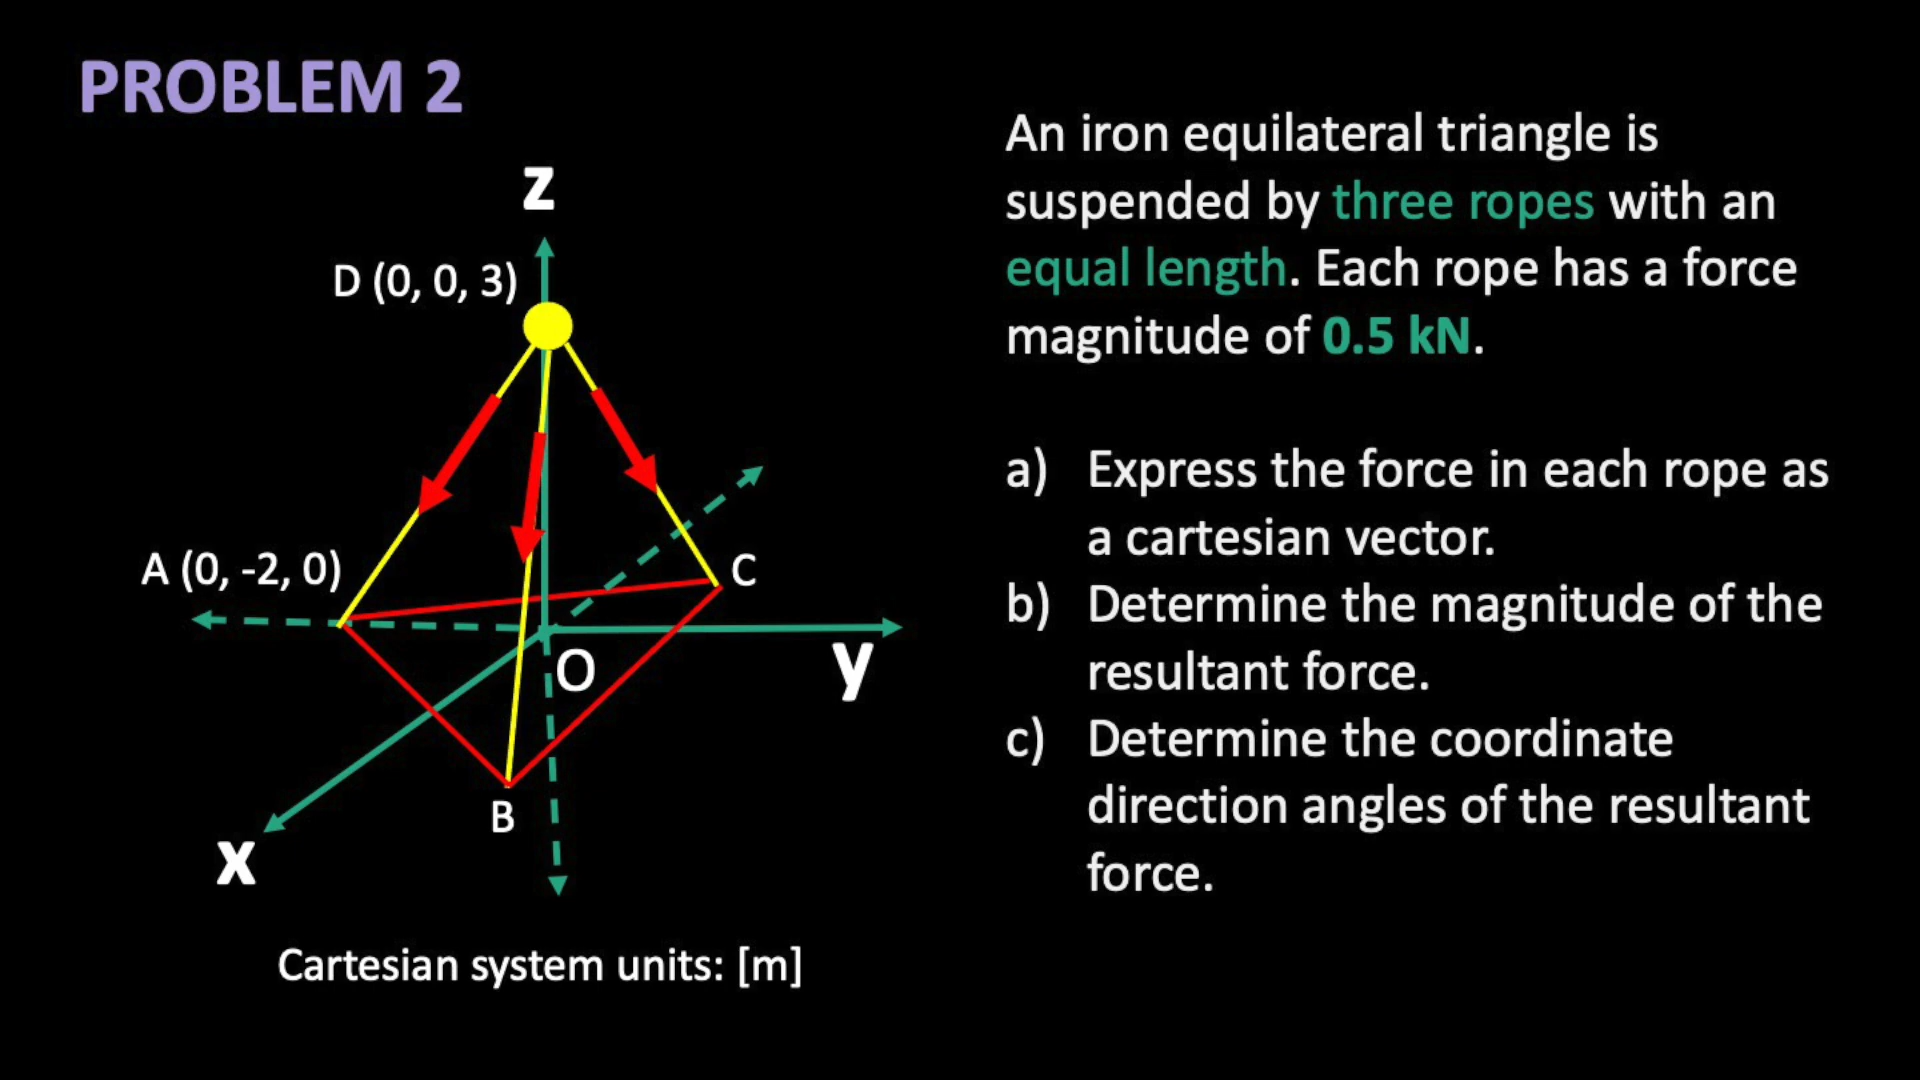 PROBLEM 2
z
D (0, 0, 3)
A (0, -2, 0)
C
O
y
B
x
Cartesian system units: [m]
An iron equilateral triangle is
suspended by three ropes with an
equal length. Each rope has a force
magnitude of 0.5 kN.
a) Express the force in each rope as
a cartesian vector.
b) Determine the magnitude of the
resultant force.
c) Determine the coordinate
direction angles of the resultant
force.